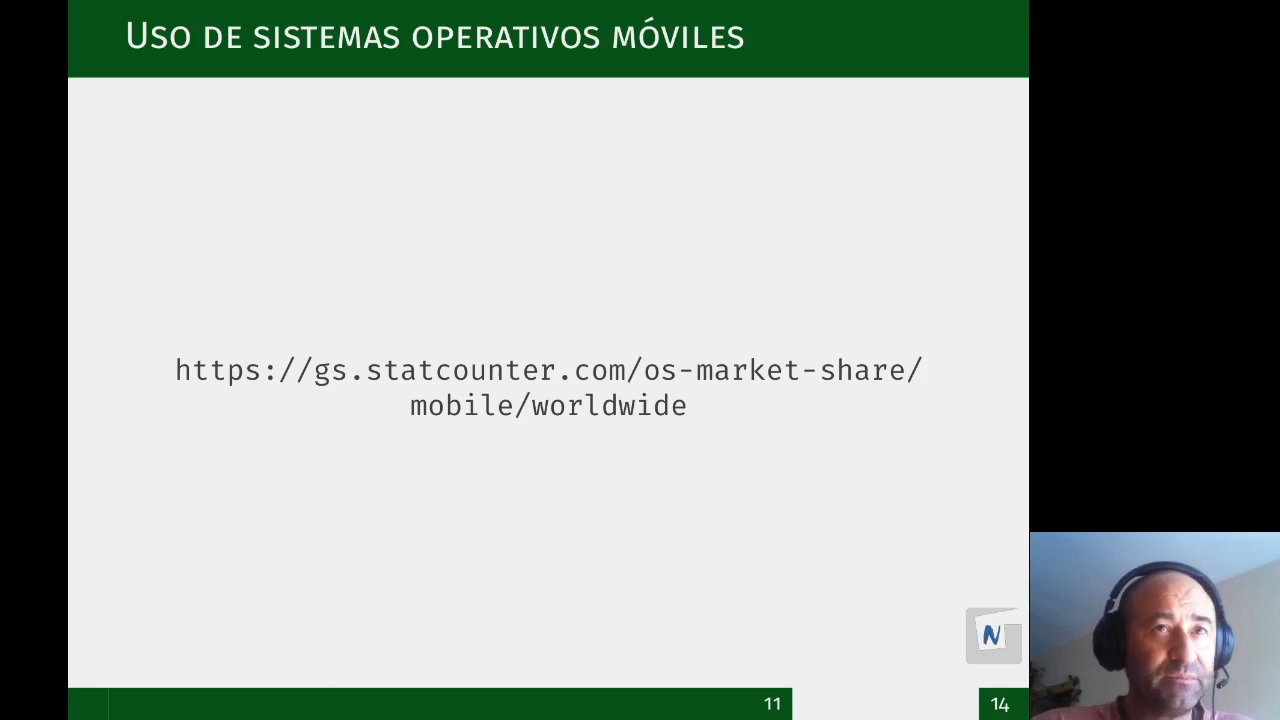 Uso de sistemas operativos móviles
https://gs.statcounter.com/os-market-share/
mobile/worldwide
N
11
14